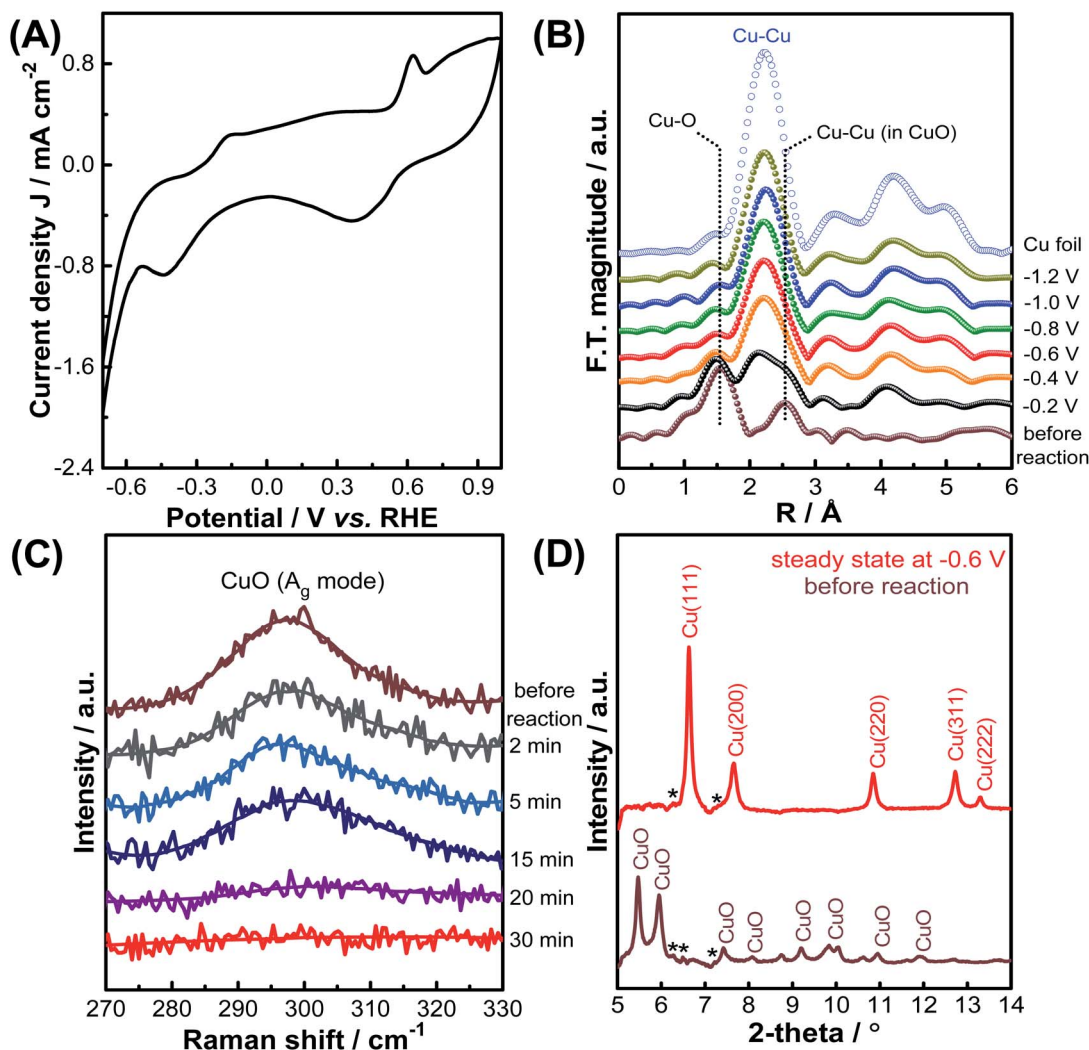 (A)
Current density J / mA cm⁻²
0.8
0.0
-0.8
-1.6
-2.4
-0.6
-0.3
0.0
0.3
0.6
0.9
Potential / V vs. RHE
(B)
F.T. magnitude / a.u.
Cu-Cu
Cu-O
Cu-Cu (in CuO)
Cu foil
-1.2 V
-1.0 V
-0.8 V
-0.6 V
-0.4 V
-0.2 V
before
reaction
0
1
2
3
4
5
6
R / Å
(C)
CuO (A_g mode)
Intensity / a.u.
before
reaction
2 min
5 min
15 min
20 min
30 min
270
280
290
300
310
320
330
Raman shift / cm⁻¹
(D)
steady state at -0.6 V
before reaction
Intensity / a.u.
Cu(111)
Cu(200)
Cu(220)
Cu(311)
Cu(222)
*
*
CuO
CuO
**
*
CuO
CuO
CuO
CuO
CuO
CuO
5
6
7
8
9
10
11
12
13
14
2-theta / °